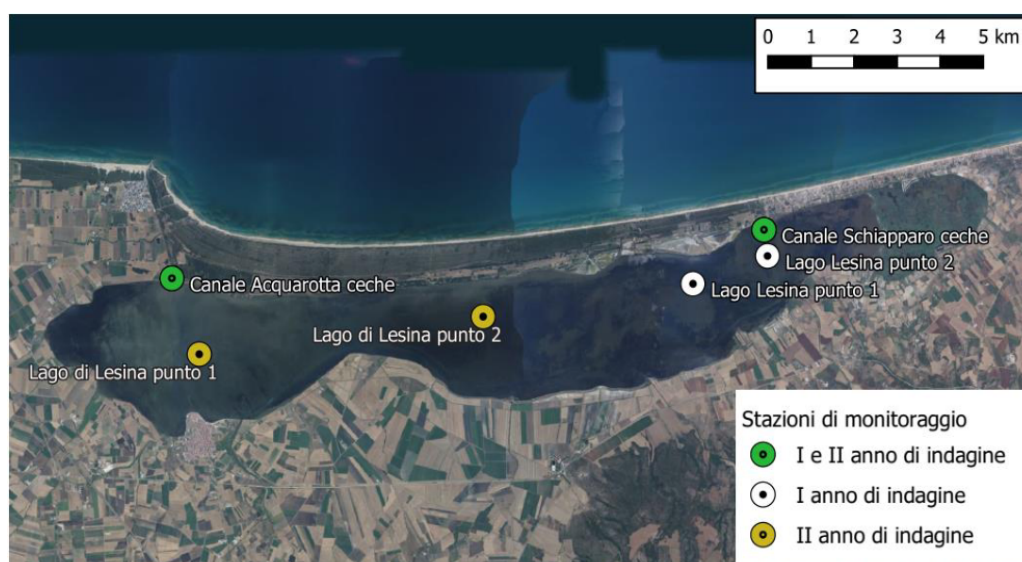 0 1 2 3 4 5 km
Canale Schiapparo ceche
Lago Lesina punto 2
Canale Acquarotta ceche
Lago Lesina punto 1
Lago di Lesina punto 2
Lago di Lesina punto 1
Stazioni di monitoraggio
I e II anno di indagine
I anno di indagine
II anno di indagine